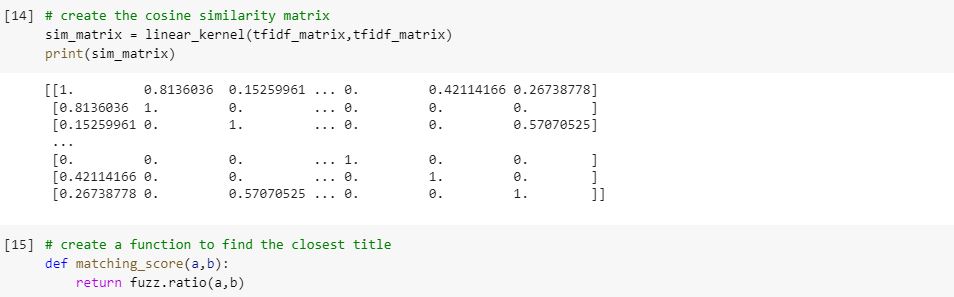 [14] # create the cosine similarity matrix
sim_matrix = linear_kernel(tfidf_matrix,tfidf_matrix)
print(sim_matrix)
[[1. 0.8136036 0.15259961 ... 0. 0.42114166 0.26738778]
[0.8136036 1. 0. ... 0. 0. 0. ]
[0.15259961 0. 1. ... 0. 0. 0.57070525]
...
[0. 0. 0. ... 1. 0. 0. ]
[0.42114166 0. 0. ... 0. 1. 0. ]
[0.26738778 0. 0.57070525 ... 0. 0. 1. ]]
[15] # create a function to find the closest title
def matching_score(a,b):
return fuzz.ratio(a,b)